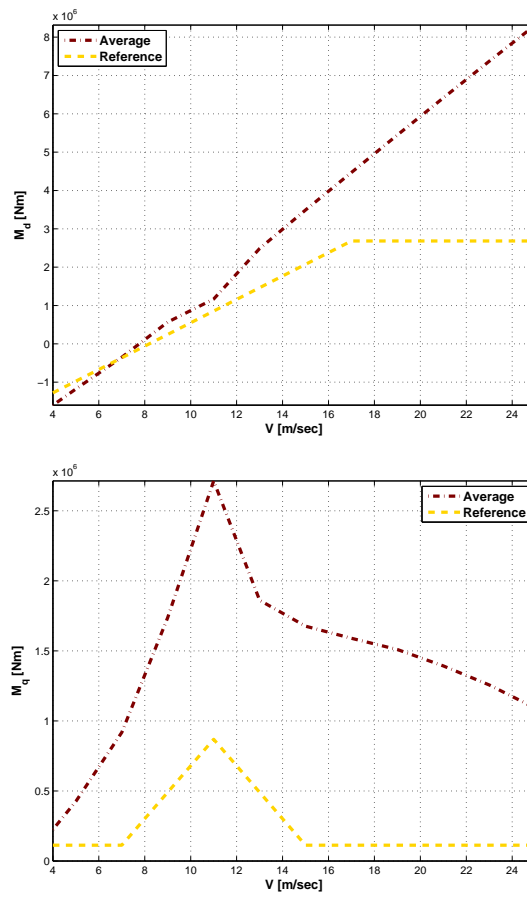 x 10^6
Average
Reference
8
7
6
5
4
3
2
1
0
−1
M_d [Nm]
4 6 8 10 12 14 16 18 20 22 24
V [m/sec]
x 10^6
Average
Reference
2.5
2
1.5
1
0.5
0
M_q [Nm]
4 6 8 10 12 14 16 18 20 22 24
V [m/sec]